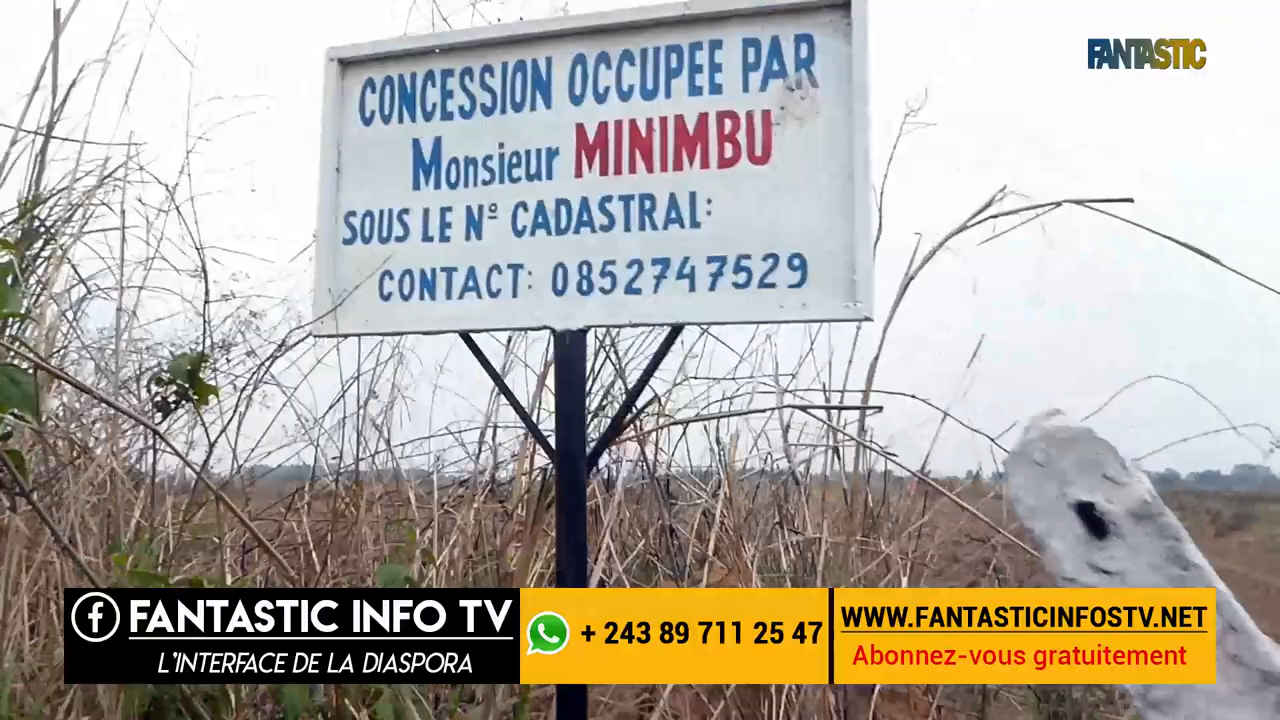 FANTASTIC
CONCESSION OCCUPEE PAR
Monsieur MINIMBU
SOUS LE Nº CADASTRAL:
CONTACT: 0852747529
FANTASTIC INFO TV
L'INTERFACE DE LA DIASPORA
+ 243 89 711 25 47
WWW.FANTASTICINFOSTV.NET
Abonnez-vous gratuitement